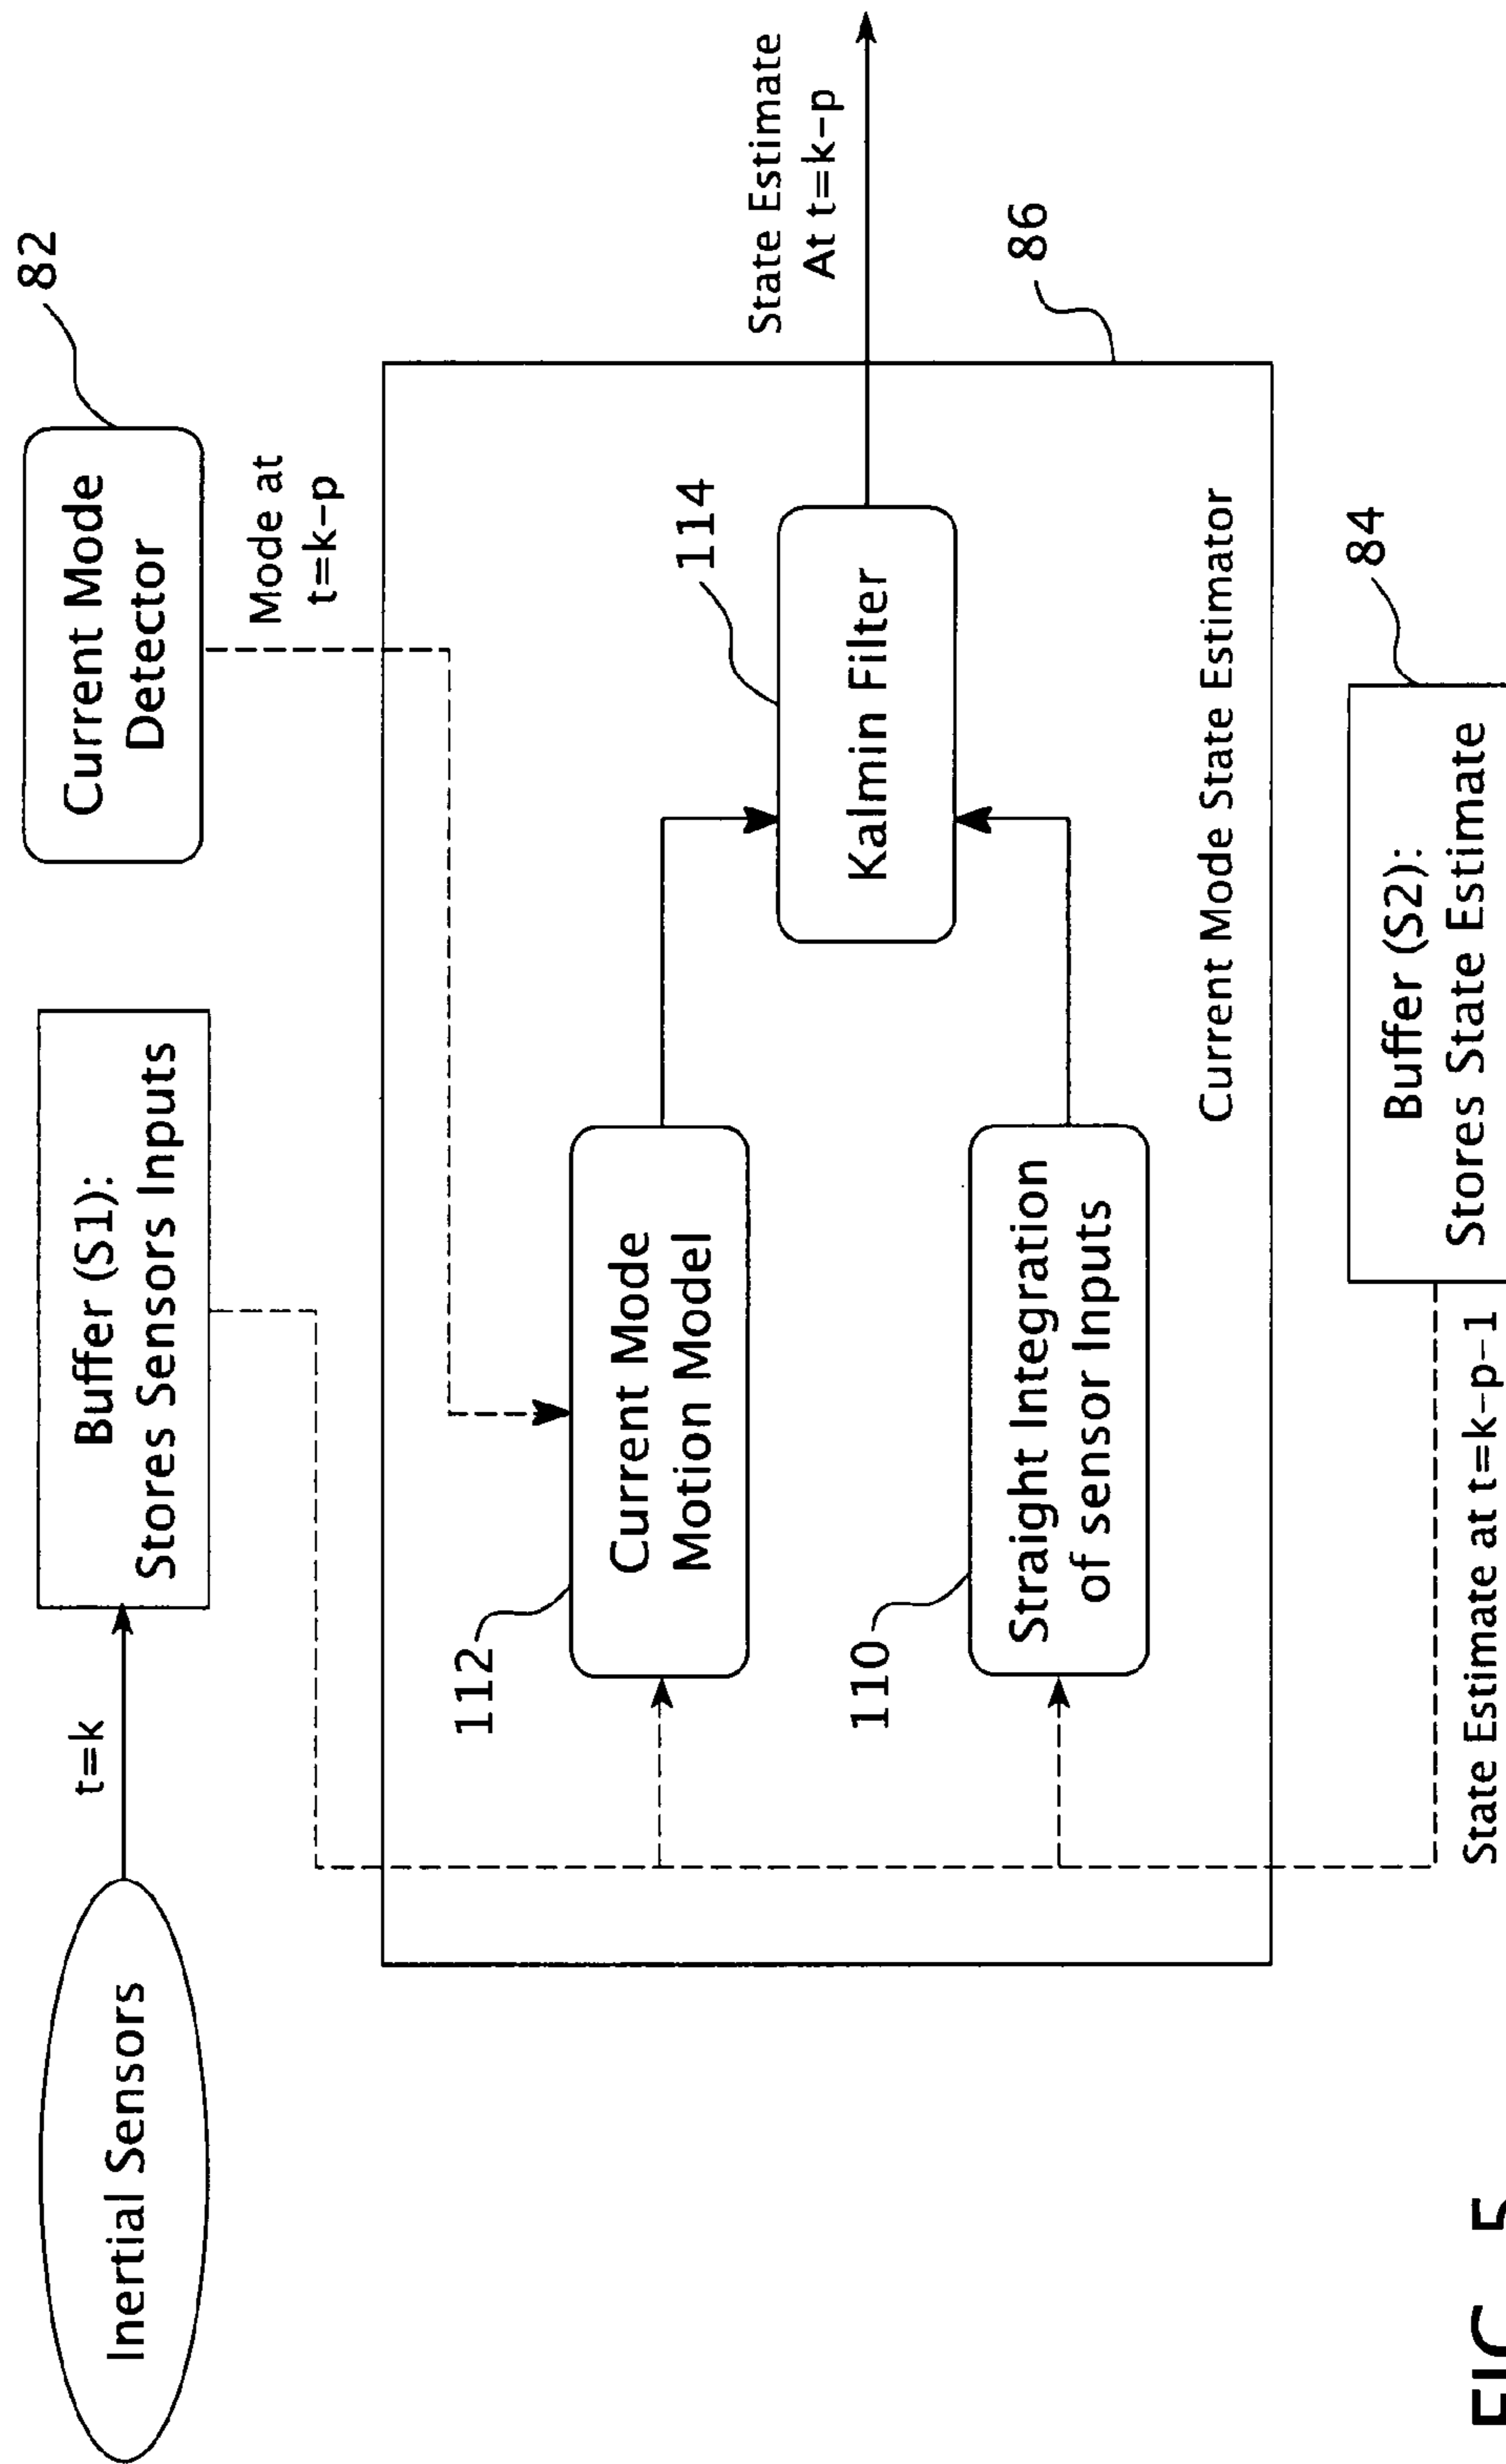 Inertial Sensors
t=k
Buffer (S1):
Stores Sensors Inputs
Current Mode
Detector
82
Mode at
t=k-p
112
Current Mode
Motion Model
114
Kalmin Filter
State Estimate
At t=k-p
110
Straight Integration
of sensor Inputs
Current Mode State Estimator
86
84
Buffer (S2):
Stores State Estimate
State Estimate at t=k-p-1
FIG. 5